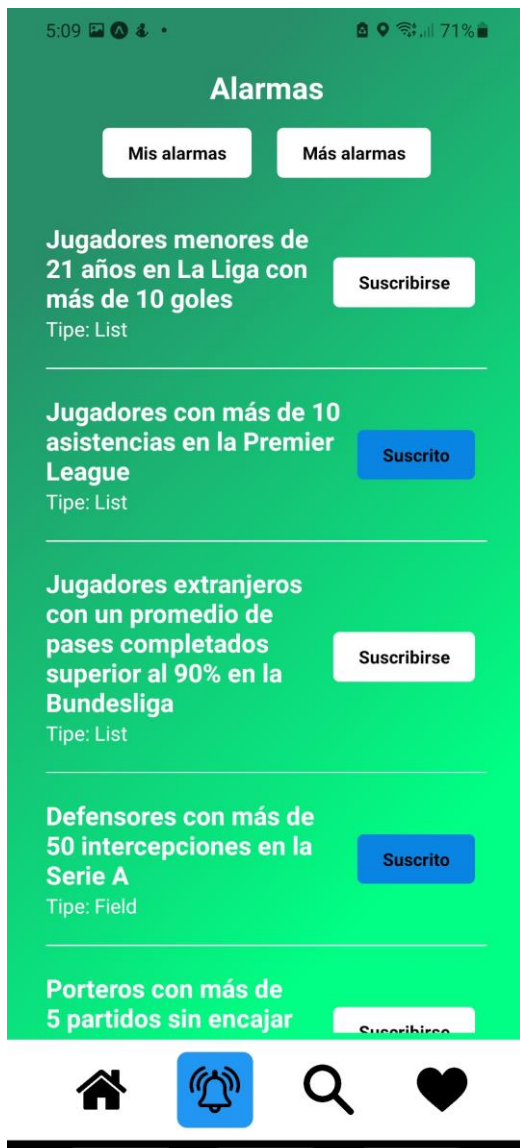 5:09
71%
Alarmas
Mis alarmas
Más alarmas
Jugadores menores de
21 años en La Liga con
más de 10 goles
Tipe: List
Suscribirse
Jugadores con más de 10
asistencias en la Premier
League
Tipe: List
Suscrito
Jugadores extranjeros
con un promedio de
pases completados
superior al 90% en la
Bundesliga
Tipe: List
Suscribirse
Defensores con más de
50 intercepciones en la
Serie A
Tipe: Field
Suscrito
Porteros con más de
5 partidos sin encajar
Suscribirse